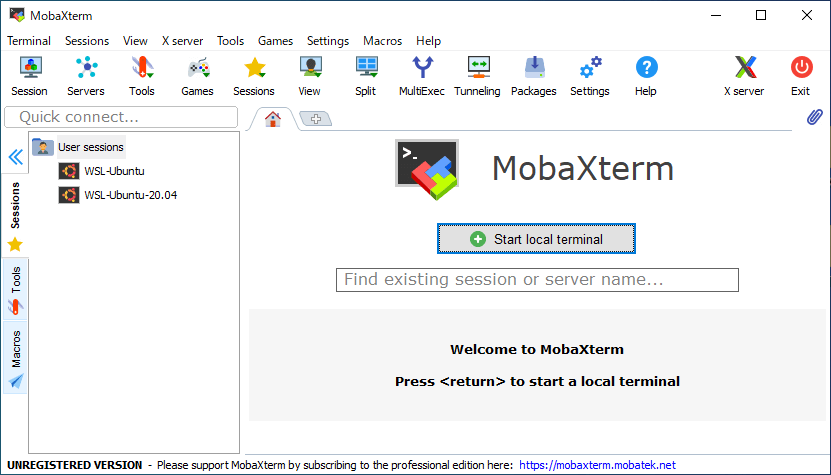 MobaXterm
Terminal Sessions View X server Tools Games Settings Macros Help
Session Servers Tools Games Sessions View Split MultiExec Tunneling Packages Settings Help X server Exit
Quick connect...
User sessions
WSL-Ubuntu
WSL-Ubuntu-20.04
Sessions
Tools
Macros
>_
MobaXterm
Start local terminal
Find existing session or server name...
Welcome to MobaXterm
Press <return> to start a local terminal
UNREGISTERED VERSION - Please support MobaXterm by subscribing to the professional edition here: https://mobaxterm.mobatek.net